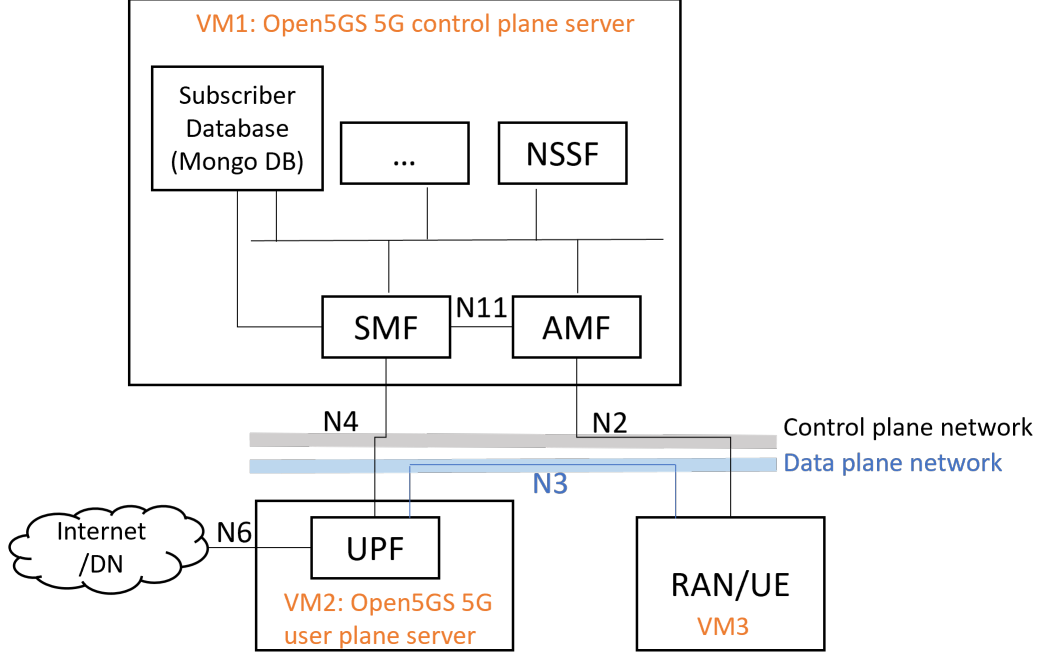 VM1: Open5GS 5G control plane server
Subscriber
Database
(Mongo DB)
...
NSSF
SMF
N11
AMF
N4
N2
Control plane network
Data plane network
N3
Internet
/DN
N6
UPF
VM2: Open5GS 5G
user plane server
RAN/UE
VM3